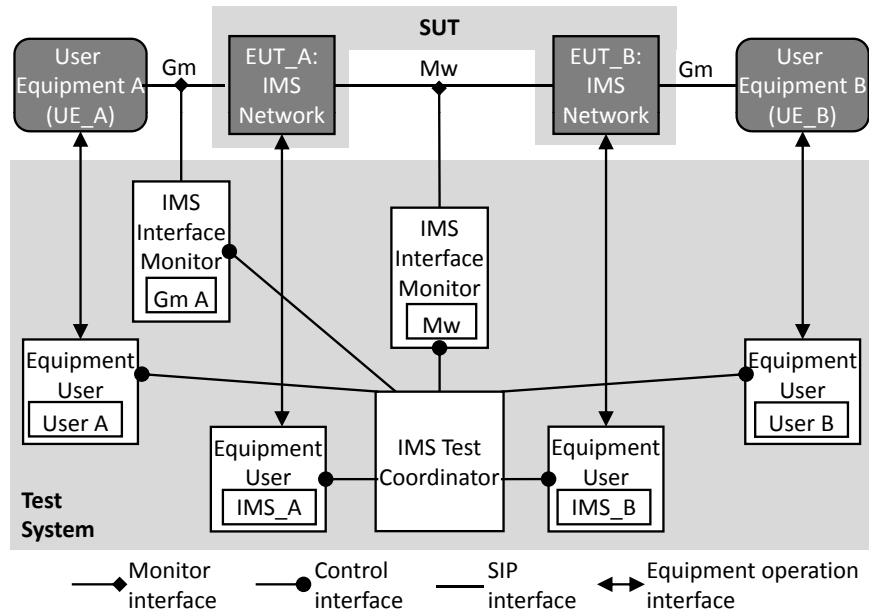 SUT
User
Equipment A
(UE_A)
Gm
EUT_A:
IMS
Network
Mw
EUT_B:
IMS
Network
Gm
User
Equipment B
(UE_B)
IMS
Interface
Monitor
Gm A
IMS
Interface
Monitor
Mw
Equipment
User
User A
Equipment
User
User B
Equipment
User
IMS_A
IMS Test
Coordinator
Equipment
User
IMS_B
Test
System
Monitor
interface
Control
interface
SIP
interface
Equipment operation
interface